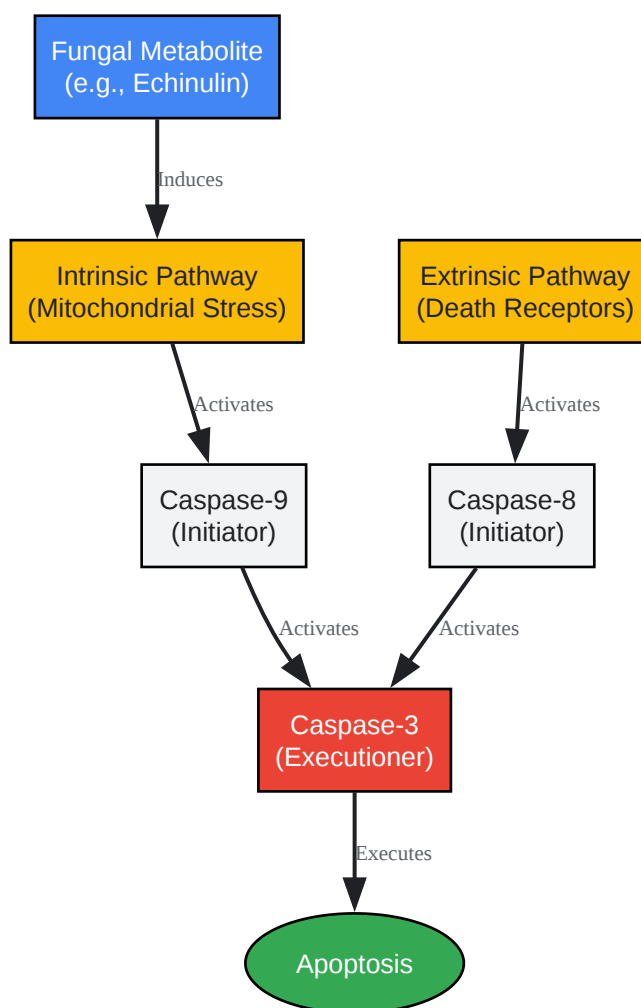 Fungal Metabolite
(e.g., Echinulin)
Induces
Intrinsic Pathway
(Mitochondrial Stress)
Extrinsic Pathway
(Death Receptors)
Activates
Activates
Caspase-9
(Initiator)
Caspase-8
(Initiator)
Activates
Activates
Caspase-3
(Executioner)
Executes
Apoptosis